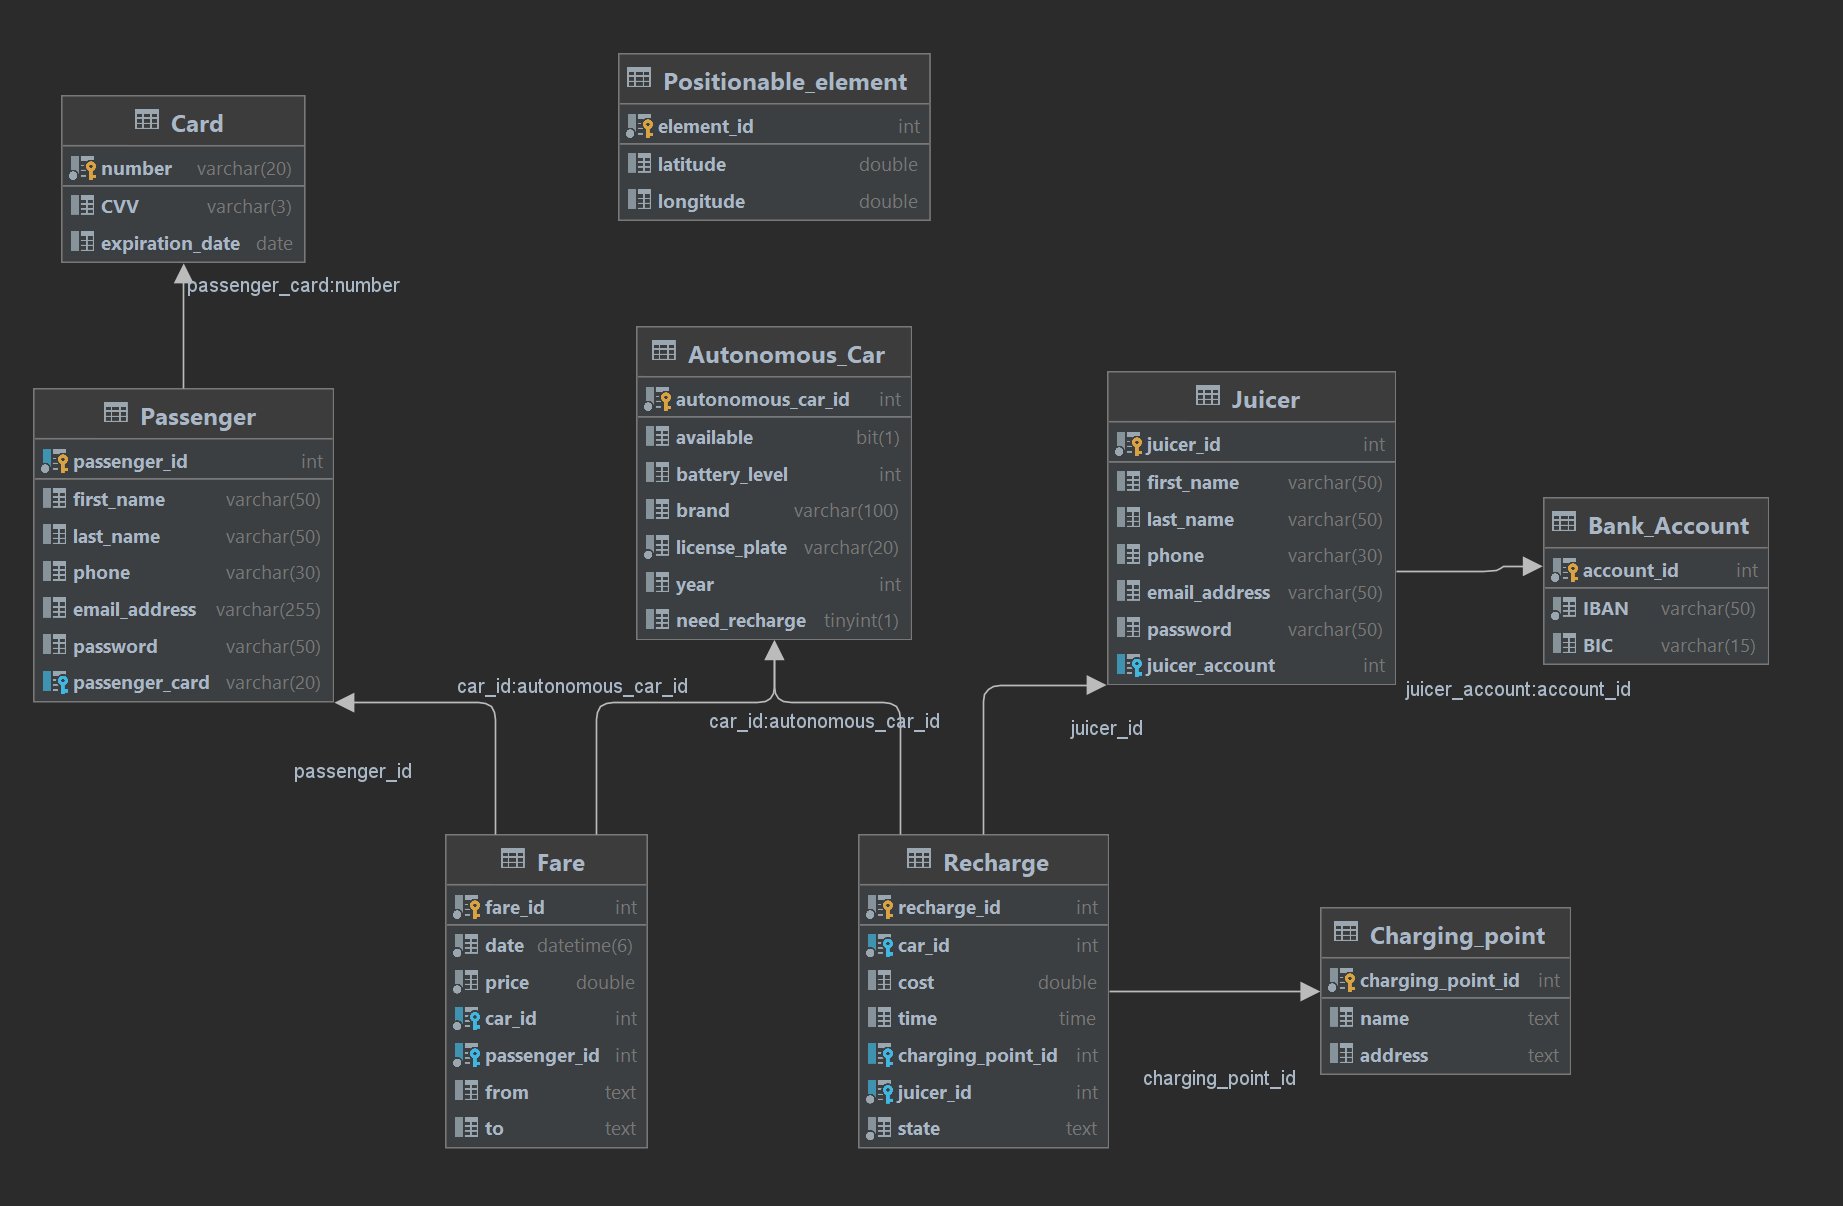 Positionable_element
element_id int
latitude double
longitude double
Card
number varchar(20)
CVV varchar(3)
expiration_date date
passenger_card:number
Autonomous_Car
autonomous_car_id int
available bit(1)
battery_level int
brand varchar(100)
license_plate varchar(20)
year int
need_recharge tinyint(1)
Juicer
juicer_id int
first_name varchar(50)
last_name varchar(50)
phone varchar(30)
email_address varchar(50)
password varchar(50)
juicer_account int
Passenger
passenger_id int
first_name varchar(50)
last_name varchar(50)
phone varchar(30)
email_address varchar(255)
password varchar(50)
passenger_card varchar(20)
Bank_Account
account_id int
IBAN varchar(50)
BIC varchar(15)
car_id:autonomous_car_id
juicer_account:account_id
car_id:autonomous_car_id
juicer_id
passenger_id
Fare
fare_id int
date datetime(6)
price double
car_id int
passenger_id int
from text
to text
Recharge
recharge_id int
car_id int
cost double
time time
charging_point_id int
juicer_id int
state text
Charging_point
charging_point_id int
name text
address text
charging_point_id